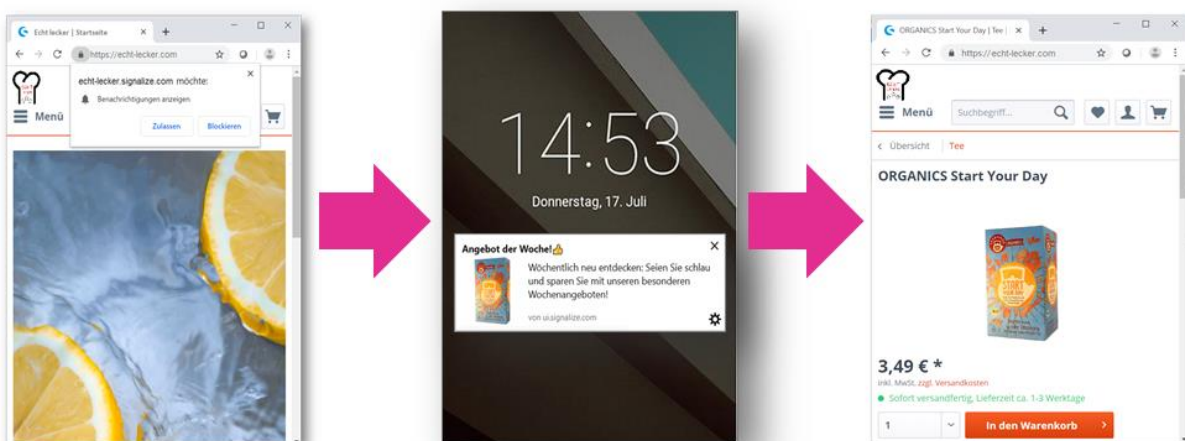 Echt lecker | Startseite
https://echt-lecker.com
echt-lecker.signalize.com möchte:
Benachrichtigungen anzeigen
Zulassen Blockieren
Menü
14:53
Donnerstag, 17. Juli
Angebot der Woche!👍
Wöchentlich neu entdecken: Seien Sie schlau
und sparen Sie mit unseren besonderen
Wochenangeboten!
von ui.signalize.com
ORGANICS Start Your Day | Tee |
https://echt-lecker.com
Menü
Suchbegriff...
Übersicht
Tee
ORGANICS Start Your Day
START
YOUR DAY
3,49 € *
inkl. MwSt. zzgl. Versandkosten
Sofort versandfertig, Lieferzeit ca. 1-3 Werktage
1
In den Warenkorb